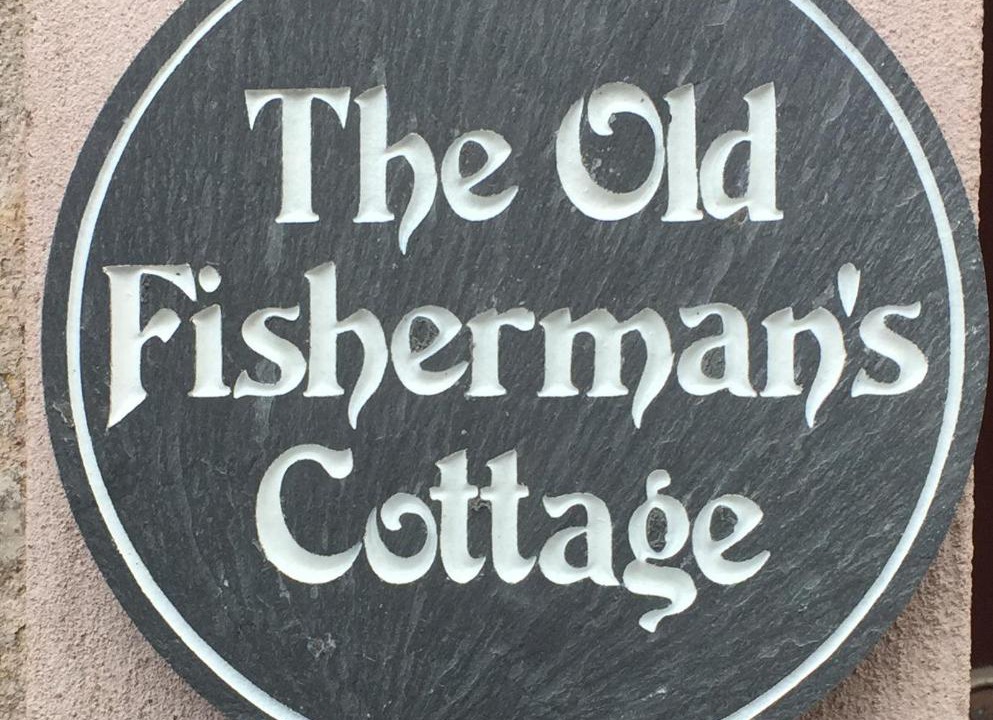 The Old
Fisherman's
Cottage